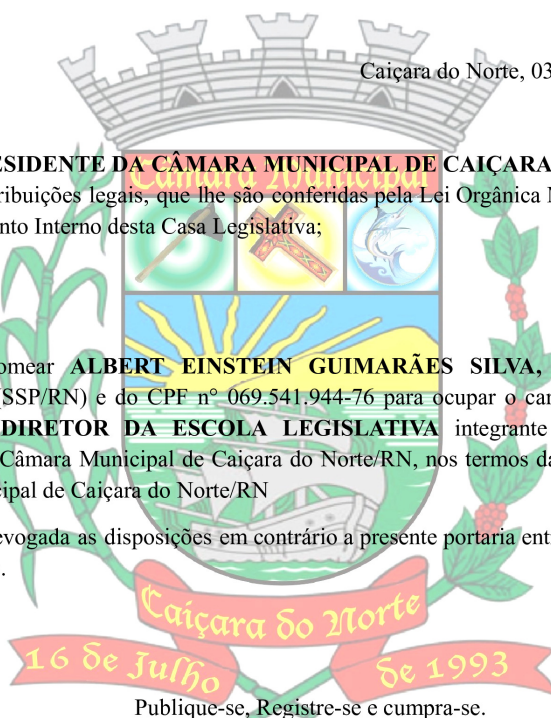 Caiçara do Norte, 03
ESIDENTE DA CÂMARA MUNICIPAL DE CAIÇARA
Câmara Municipal
tribuições legais, que lhe são conferidas pela Lei Orgânica M
nto Interno desta Casa Legislativa;
omear ALBERT EINSTEIN GUIMARÃES SILVA,
(SSP/RN) e do CPF n° 069.541.944-76 para ocupar o car
DIRETOR DA ESCOLA LEGISLATIVA integrante
Câmara Municipal de Caiçara do Norte/RN, nos termos da
cipal de Caiçara do Norte/RN
evogada as disposições em contrário a presente portaria ent
.
Caiçara do Norte
16 de Julho de 1993
Publique-se, Registre-se e cumpra-se.